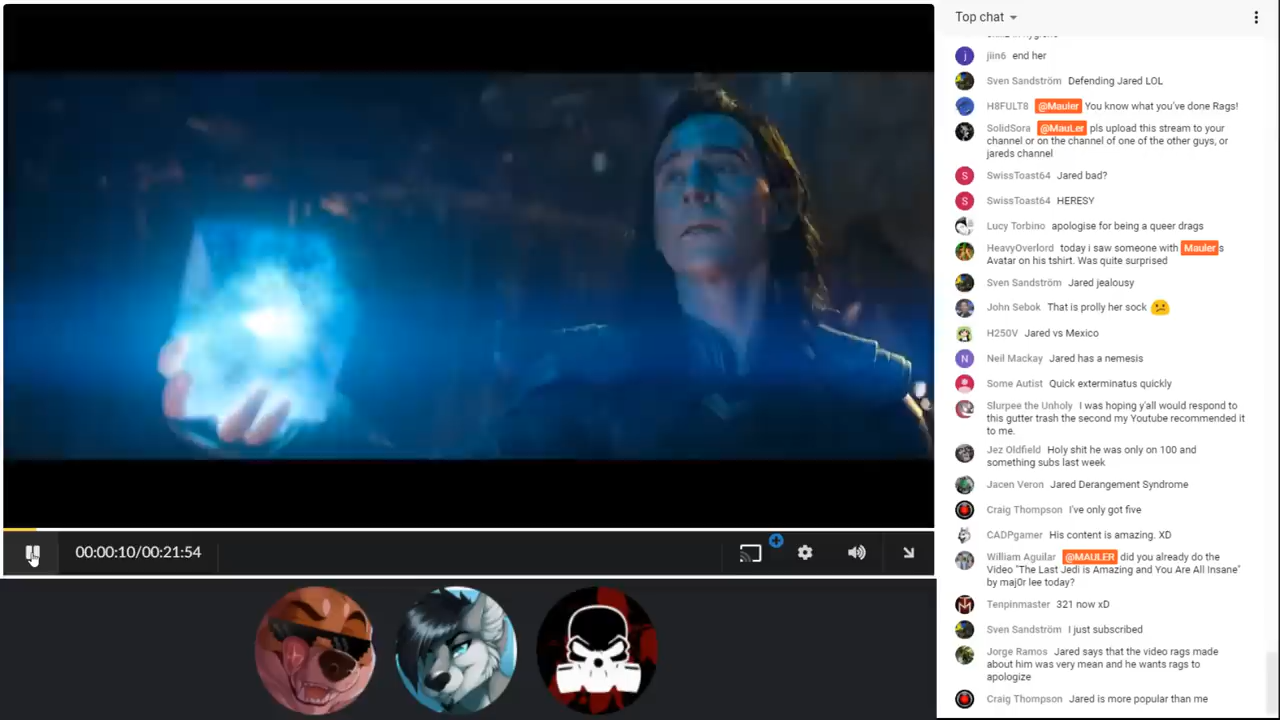 Top chat
jiin6 end her
Sven Sandström Defending Jared LOL
H8FULT8 @Mauler You know what you've done Rags!
SolidSora @MauLer pls upload this stream to your
channel or on the channel of one of the other guys, or
jareds channel
SwissToast64 Jared bad?
SwissToast64 HERESY
Lucy Torbino apologise for being a queer drags
HeavyOverlord today i saw someone with Mauler s
Avatar on his tshirt. Was quite surprised
Sven Sandström Jared jealousy
John Sebok That is prolly her sock
H250V Jared vs Mexico
Neil Mackay Jared has a nemesis
Some Autist Quick exterminatus quickly
Slurpee the Unholy I was hoping y'all would respond to
this gutter trash the second my Youtube recommended it
to me.
Jez Oldfield Holy shit he was only on 100 and
something subs last week
Jacen Veron Jared Derangement Syndrome
Craig Thompson I've only got five
CADPgamer His content is amazing. XD
William Aguilar @MAULER did you already do the
Video "The Last Jedi is Amazing and You Are All Insane"
by maj0r lee today?
Tenpinmaster 321 now xD
Sven Sandström I just subscribed
Jorge Ramos Jared says that the video rags made
about him was very mean and he wants rags to
apologize
Craig Thompson Jared is more popular than me
00:00:10/00:21:54